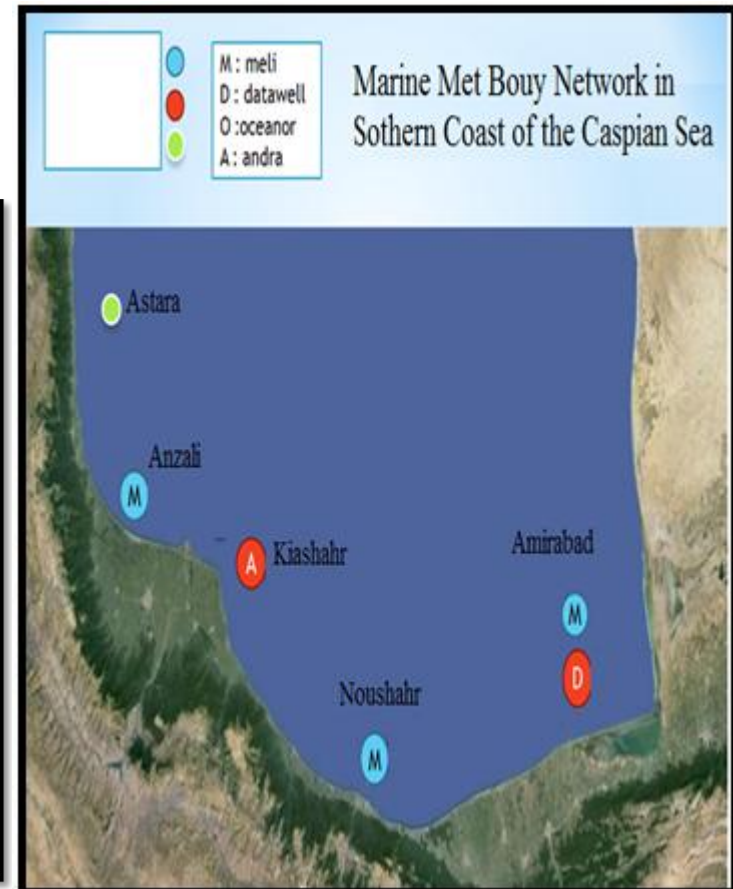 M : meli
D : datawell
O :oceanor
A : andra
Marine Met Bouy Network in
Sothern Coast of the Caspian Sea
Astara
Anzali
M
A
Kiashahr
Amirabad
M
D
Noushahr
M